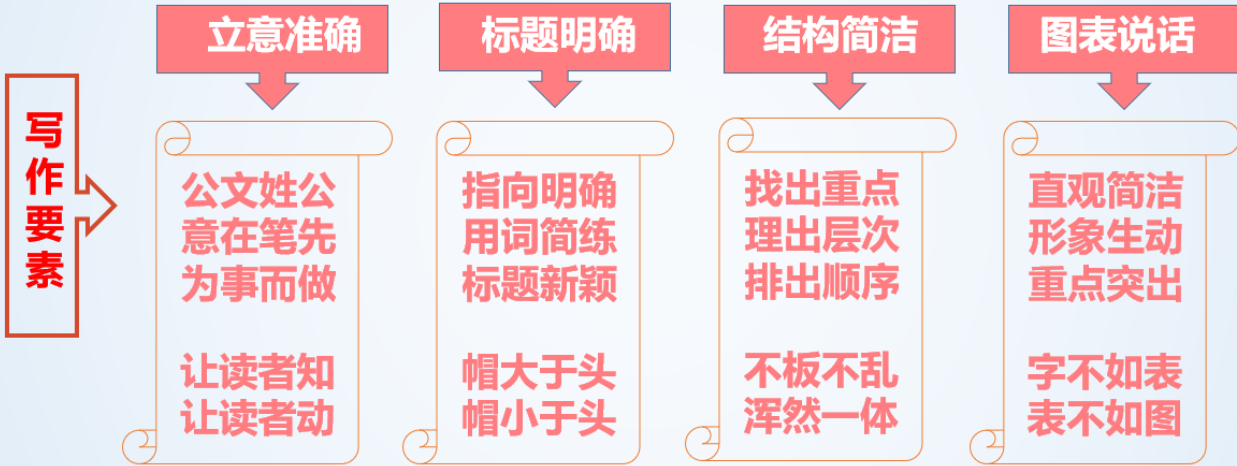 写作要素
立意准确
公文姓公
意在笔先
为事而做
让读者知
让读者动
标题明确
指向明确
用词简练
标题新颖
帽大于头
帽小于头
结构简洁
找出重点
理出层次
排出顺序
不板不乱
浑然一体
图表说话
直观简洁
形象生动
重点突出
字不如表
表不如图